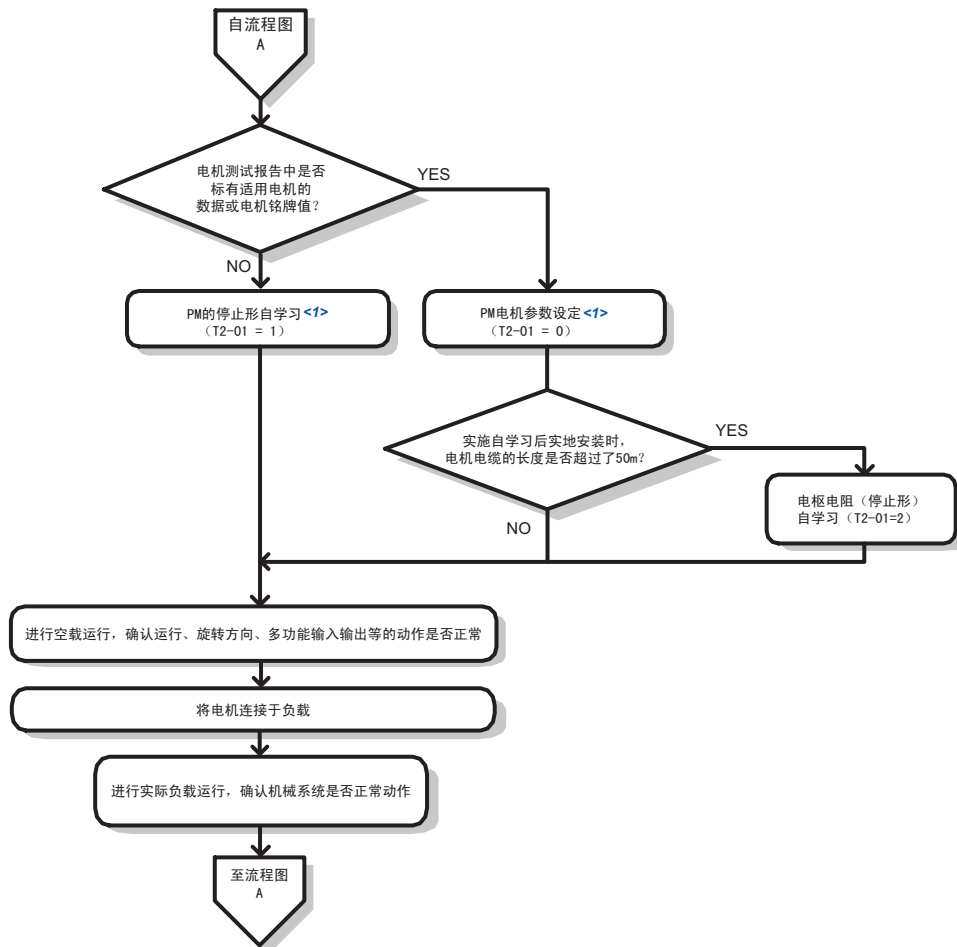 自流程图
A
电机测试报告中是否
标有适用电机的
数据或电机铭牌值？
YES
NO
PM的停止形自学习<1>
（T2-01 = 1）
PM电机参数设定<1>
（T2-01 = 0）
实施自学习后实地安装时，
电机电缆的长度是否超过了50m？
YES
NO
电枢电阻（停止形）
自学习（T2-01=2）
进行空载运行，确认运行、旋转方向、多功能输入输出等的动作是否正常
将电机连接于负载
进行实际负载运行，确认机械系统是否正常动作
至流程图
A